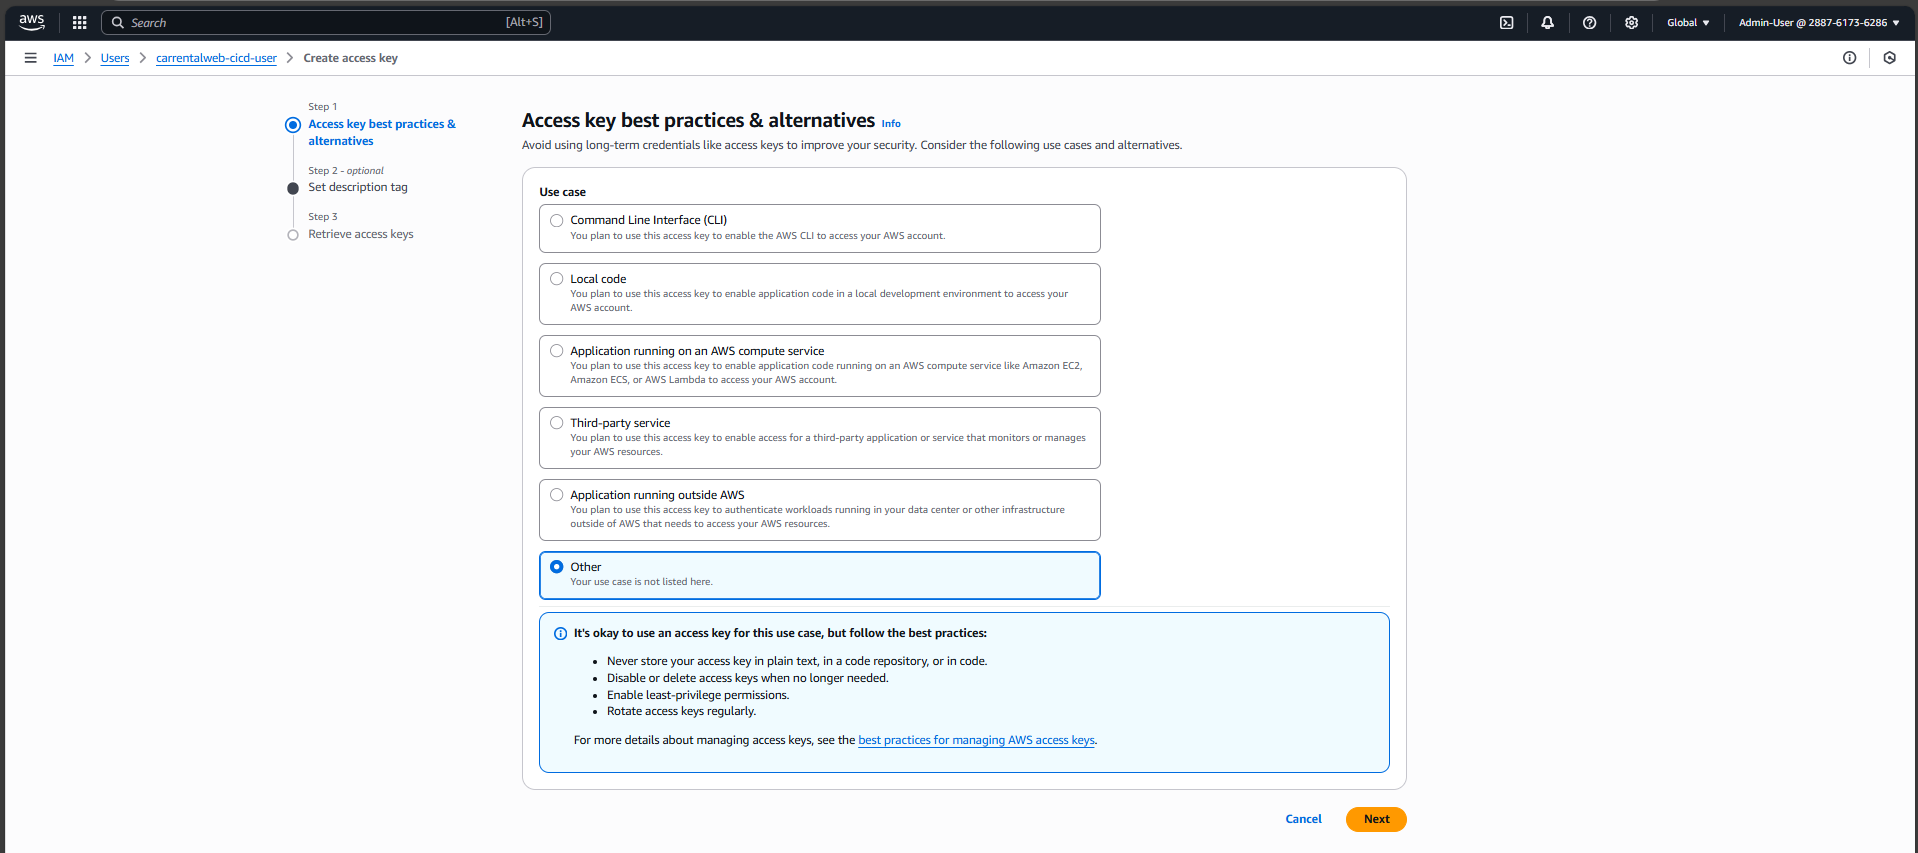 aws
Search
[Alt+S]
Global
Admin-User @ 2887-6173-6286
IAM
Users
carrentalweb-cicd-user
Create access key
Step 1
Access key best practices &
alternatives
Step 2 - optional
Set description tag
Step 3
Retrieve access keys
Access key best practices & alternatives Info
Avoid using long-term credentials like access keys to improve your security. Consider the following use cases and alternatives.
Use case
Command Line Interface (CLI)
You plan to use this access key to enable the AWS CLI to access your AWS account.
Local code
You plan to use this access key to enable application code in a local development environment to access your
AWS account.
Application running on an AWS compute service
You plan to use this access key to enable application code running on an AWS compute service like Amazon EC2,
Amazon ECS, or AWS Lambda to access your AWS account.
Third-party service
You plan to use this access key to enable access for a third-party application or service that monitors or manages
your AWS resources.
Application running outside AWS
You plan to use this access key to authenticate workloads running in your data center or other infrastructure
outside of AWS that needs to access your AWS resources.
Other
Your use case is not listed here.
It's okay to use an access key for this use case, but follow the best practices:
• Never store your access key in plain text, in a code repository, or in code.
• Disable or delete access keys when no longer needed.
• Enable least-privilege permissions.
• Rotate access keys regularly.
For more details about managing access keys, see the best practices for managing AWS access keys.
Cancel
Next